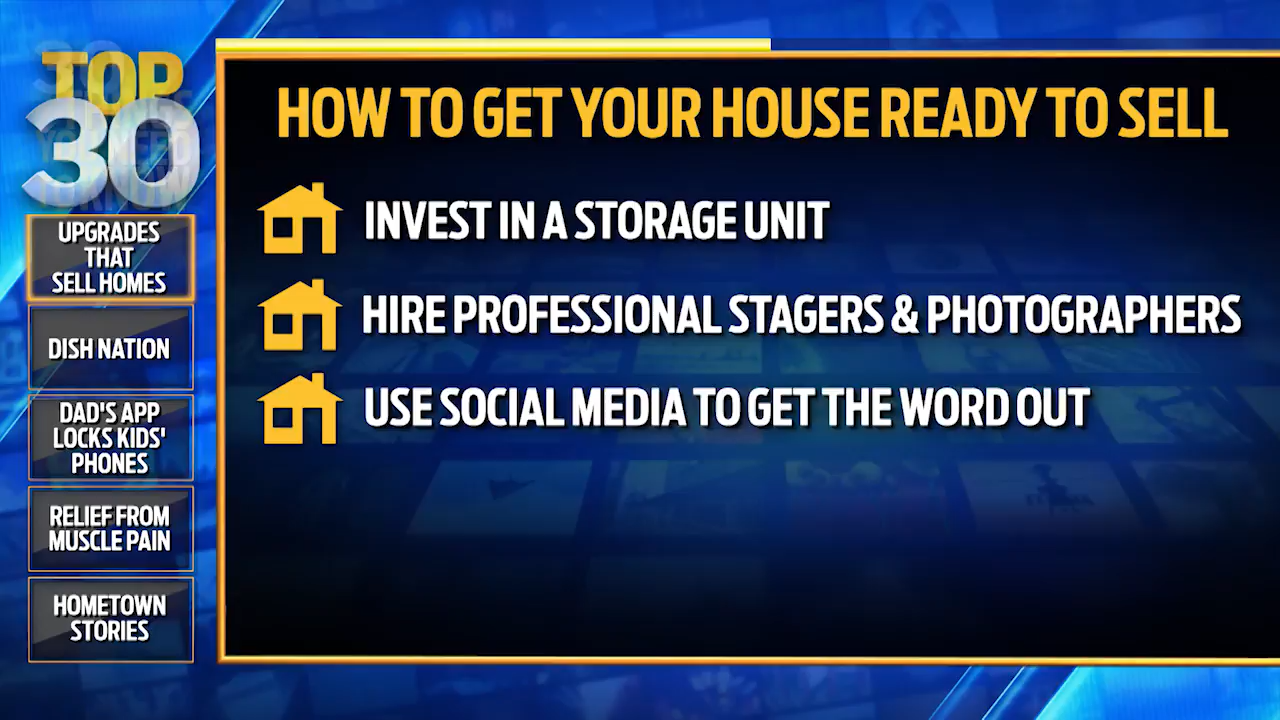 TOP
30
UPGRADES
THAT
SELL HOMES
DISH NATION
DAD'S APP
LOCKS KIDS'
PHONES
RELIEF FROM
MUSCLE PAIN
HOMETOWN
STORIES
HOW TO GET YOUR HOUSE READY TO SELL
INVEST IN A STORAGE UNIT
HIRE PROFESSIONAL STAGERS & PHOTOGRAPHERS
USE SOCIAL MEDIA TO GET THE WORD OUT